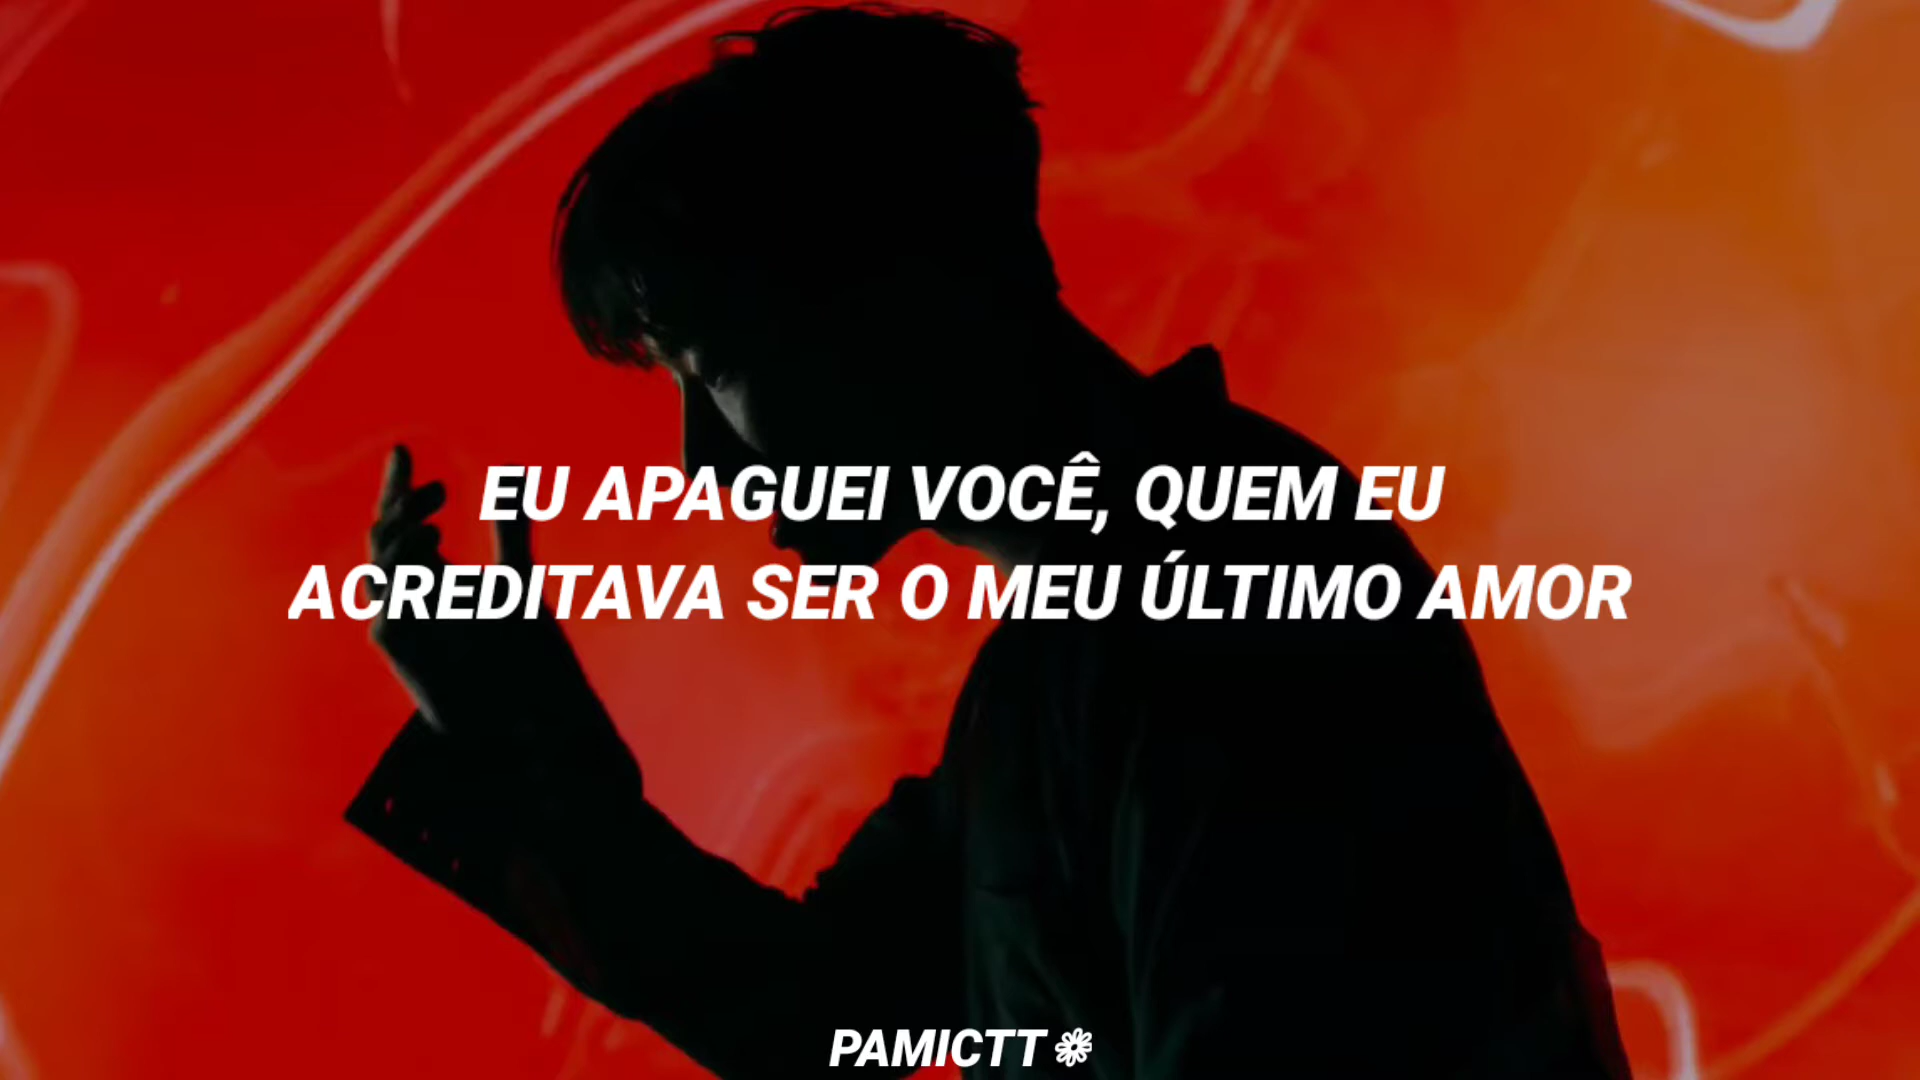 EU APAGUEI VOCÊ, QUEM EU
ACREDITAVA SER O MEU ÚLTIMO AMOR
PAMICTT